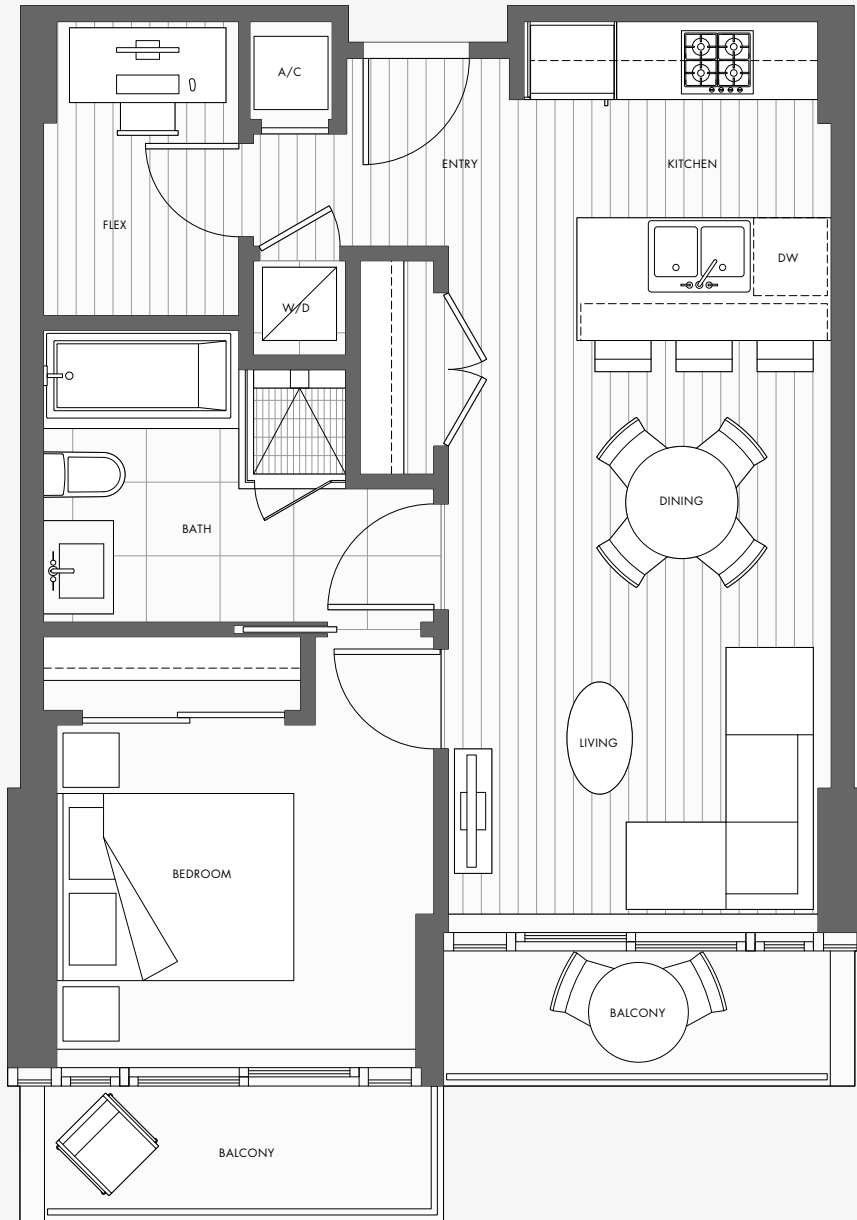 A/C
ENTRY
KITCHEN
FLEX
DW
W/D
DINING
BATH
LIVING
BEDROOM
BALCONY
BALCONY